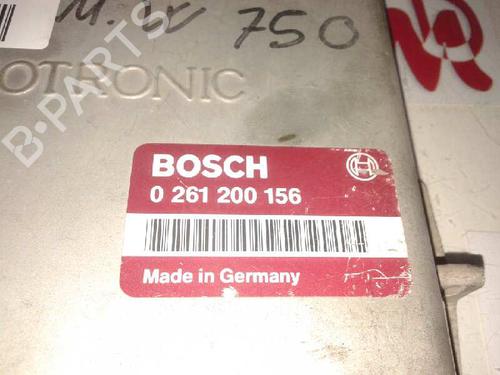 M.W 750
OTRONIC
BOSCH
0 261 200 156
Made in Germany
B-PARTS